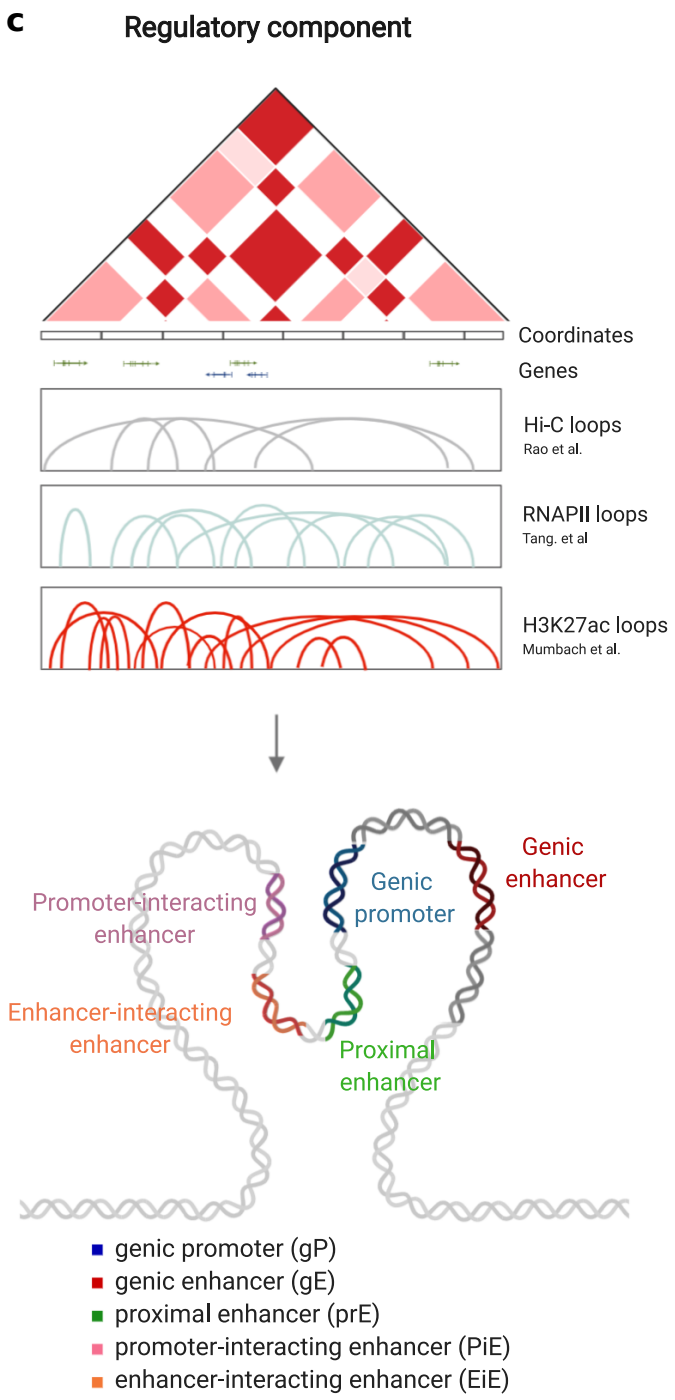 c
Regulatory component
Coordinates
Genes
Hi-C loops
Rao et al.
RNAPII loops
Tang. et al
H3K27ac loops
Mumbach et al.
Genic
enhancer
Genic
promoter
Promoter-interacting
enhancer
Enhancer-interacting
enhancer
Proximal
enhancer
genic promoter (gP)
genic enhancer (gE)
proximal enhancer (prE)
promoter-interacting enhancer (PiE)
enhancer-interacting enhancer (EiE)